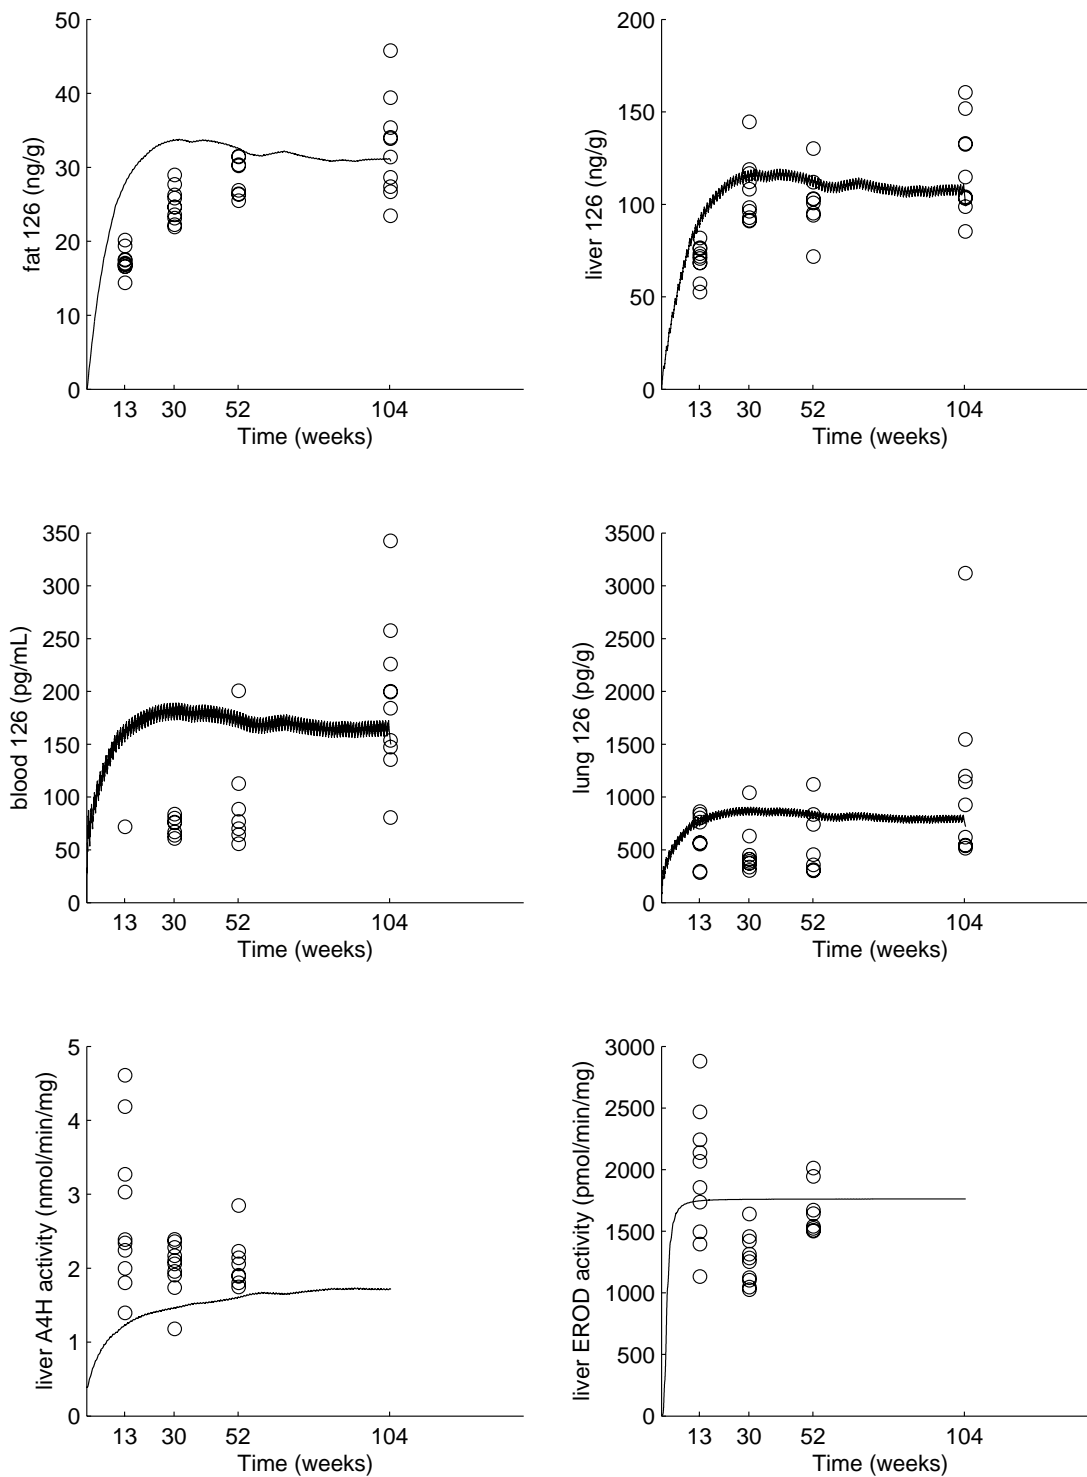 fat 126 (ng/g)
50
40
30
20
10
0
13 30 52 104
Time (weeks)
liver 126 (ng/g)
200
150
100
50
0
13 30 52 104
Time (weeks)
blood 126 (pg/mL)
350
300
250
200
150
100
50
0
13 30 52 104
Time (weeks)
lung 126 (pg/g)
3500
3000
2500
2000
1500
1000
500
0
13 30 52 104
Time (weeks)
liver A4H activity (nmol/min/mg)
5
4
3
2
1
0
13 30 52 104
Time (weeks)
liver EROD activity (pmol/min/mg)
3000
2500
2000
1500
1000
500
0
13 30 52 104
Time (weeks)